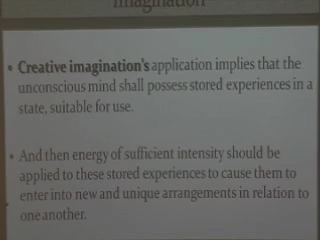 Imagination
• Creative imagination's application implies that the
unconscious mind shall possess stored experiences in a
state, suitable for use.
• And then energy of sufficient intensity should be
applied to these stored experiences to cause them to
enter into new and unique arrangements in relation to
one another.